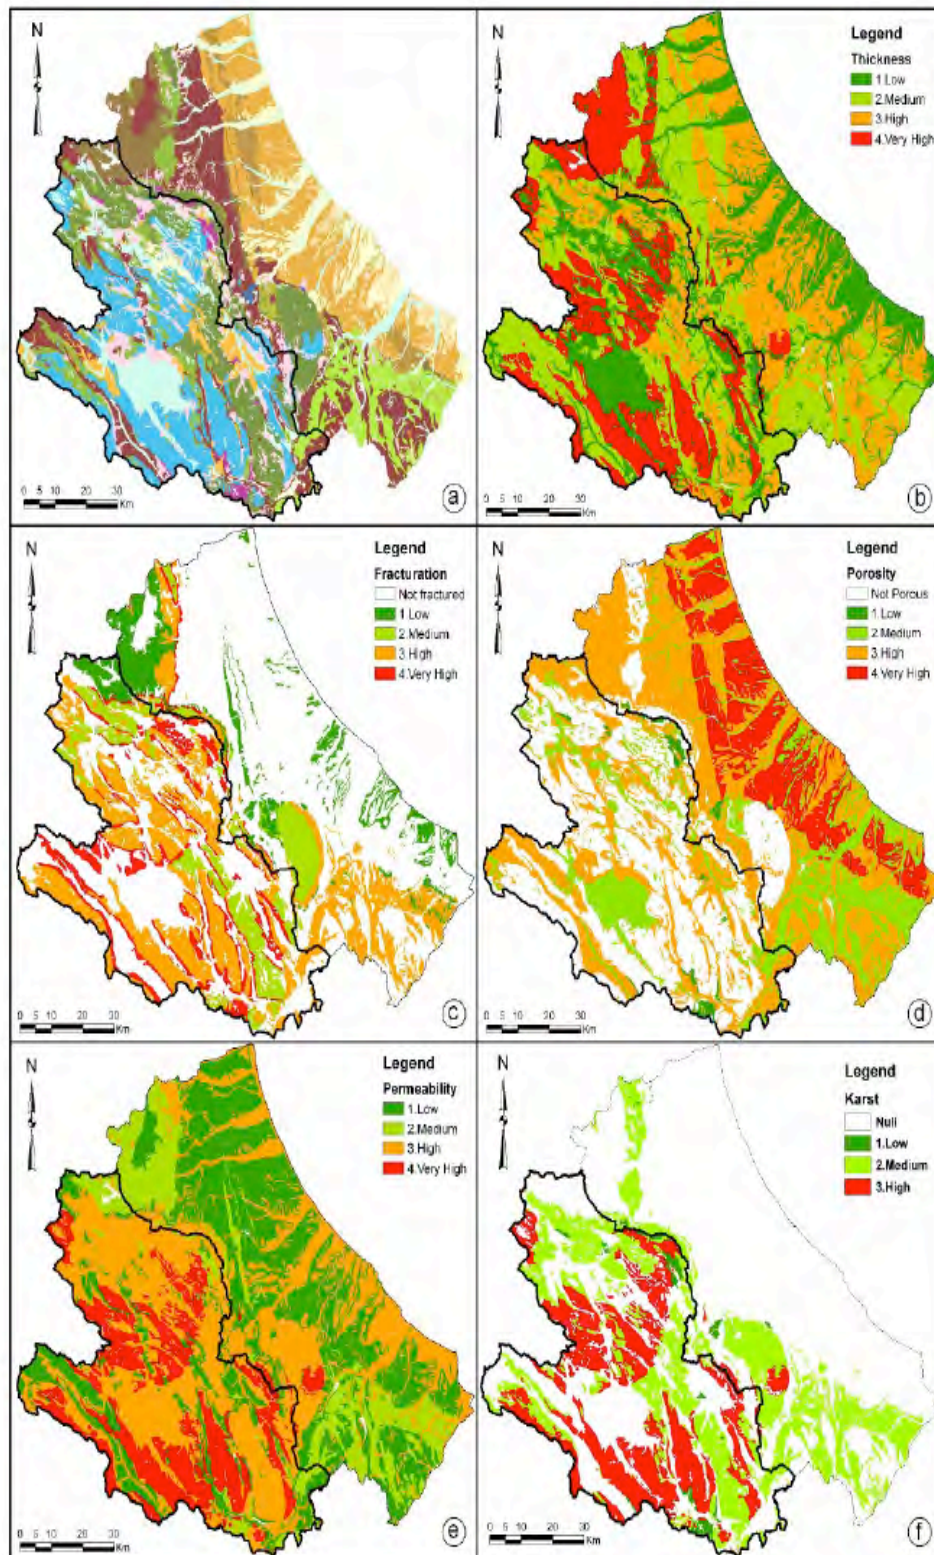 N
0 5 10 20 30
Km
a
N
Legend
Thickness
1.Low
2.Medium
3.High
4.Very High
0 5 10 20 30
Km
b
N
Legend
Fracturation
Not fractured
1.Low
2.Medium
3.High
4.Very High
0 5 10 20 30
Km
c
N
Legend
Porosity
Not Porous
1.Low
2.Medium
3.High
4.Very High
0 5 10 20 30
Km
d
N
Legend
Permeability
1.Low
2.Medium
3.High
4.Very High
0 5 10 20 30
Km
e
N
Legend
Karst
Null
1.Low
2.Medium
3.High
0 5 10 20 30
Km
f